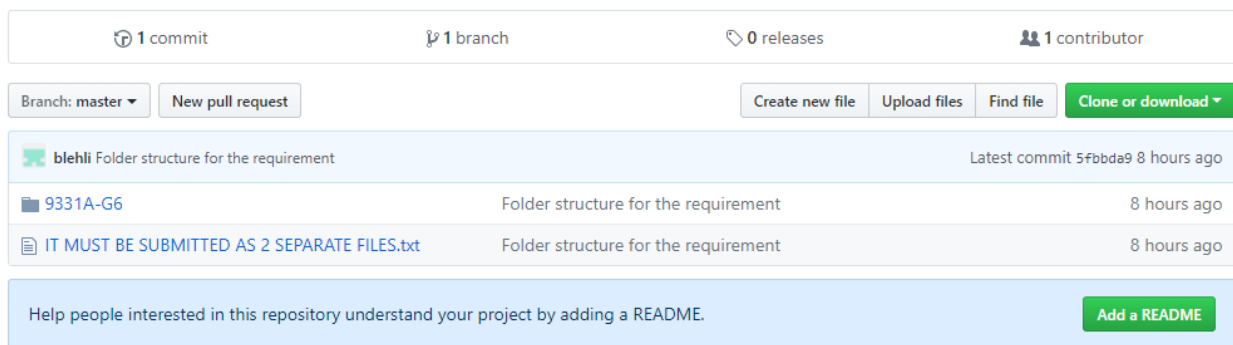 1 commit 1 branch 0 releases 1 contributor
Branch: master New pull request Create new file Upload files Find file Clone or download
blehli Folder structure for the requirement Latest commit 5fbbda9 8 hours ago
9331A-G6 Folder structure for the requirement 8 hours ago
IT MUST BE SUBMITTED AS 2 SEPARATE FILES.txt Folder structure for the requirement 8 hours ago
Help people interested in this repository understand your project by adding a README. Add a README